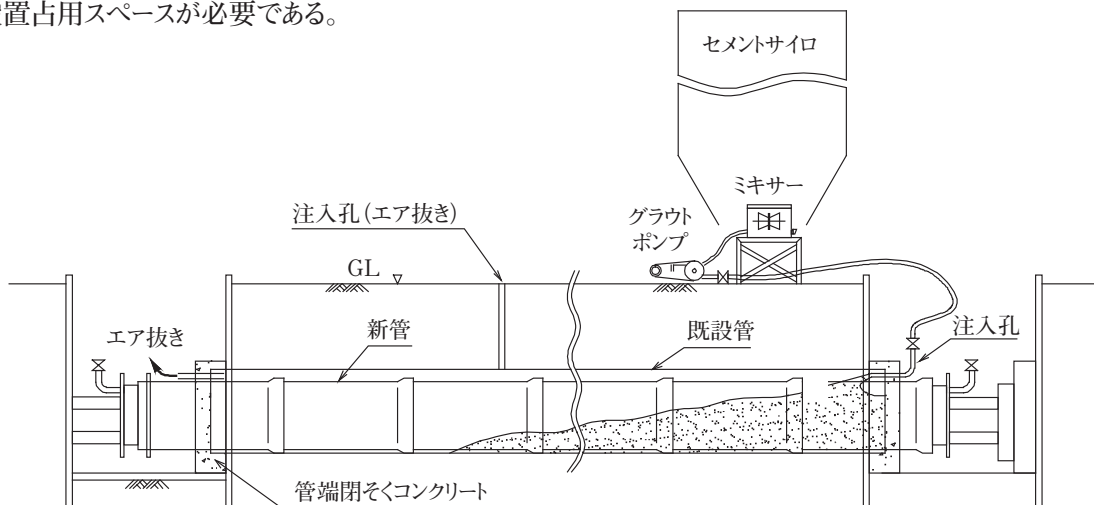 置占用スペースが必要である。
セメントサイロ
ミキサー
グラウト
ポンプ
注入孔(エア抜き)
GL
注入孔
エア抜き
新管
既設管
管端閉そくコンクリート